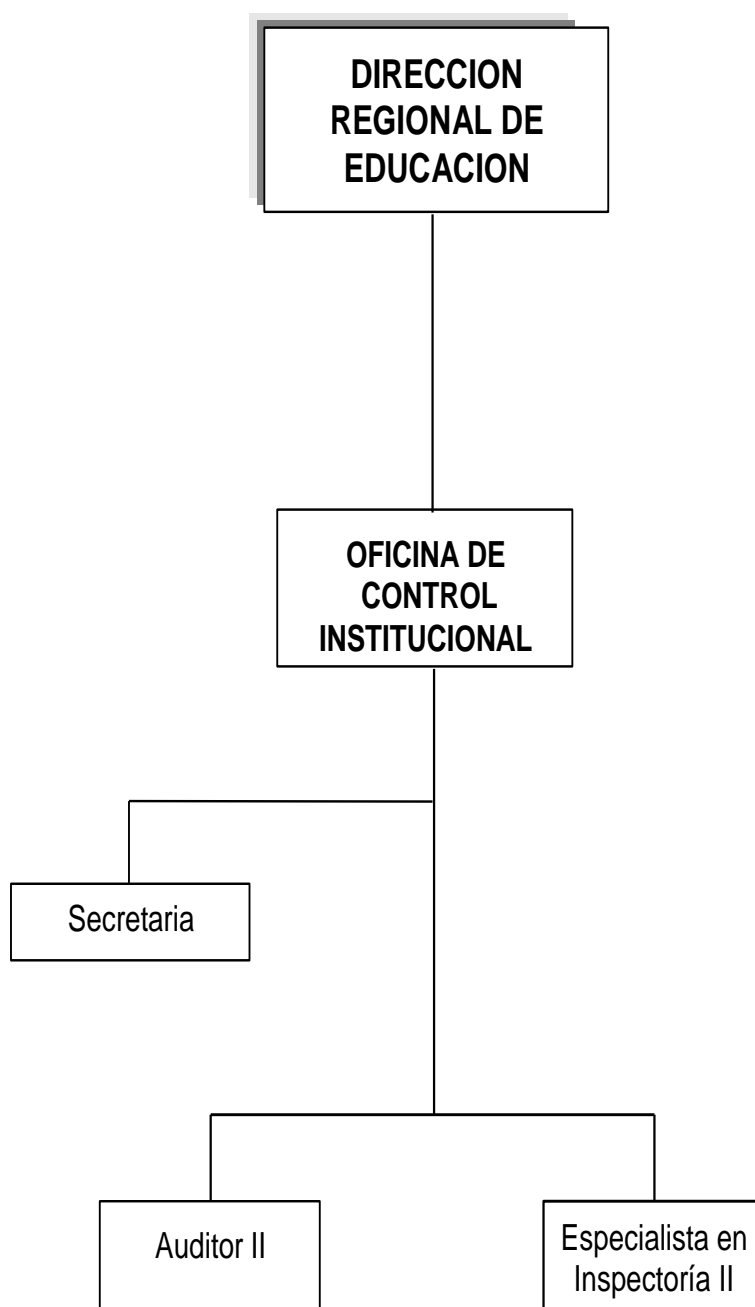 DIRECCION
REGIONAL DE
EDUCACION
OFICINA DE
CONTROL
INSTITUCIONAL
Secretaria
Auditor II
Especialista en
Inspectoría II